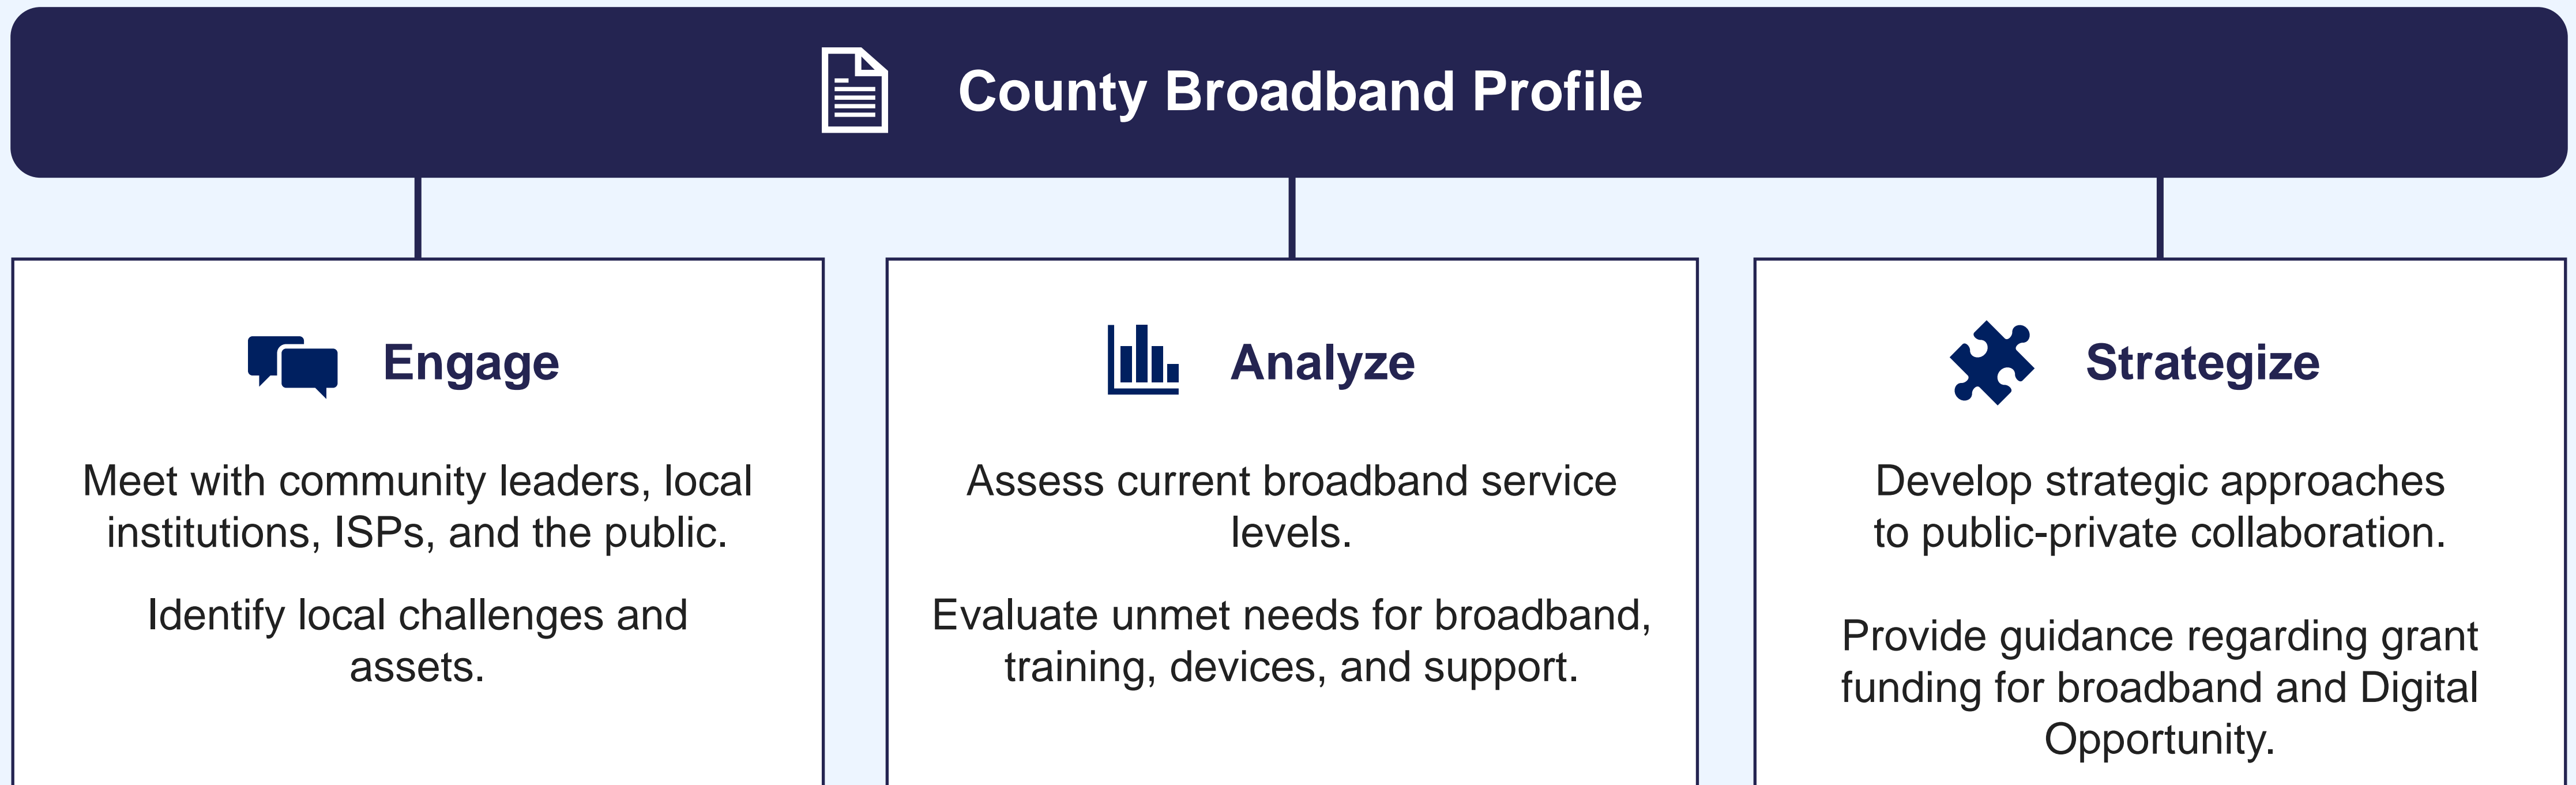 County Broadband Profile
Engage
Meet with community leaders, local
institutions, ISPs, and the public.
Identify local challenges and
assets.
Analyze
Assess current broadband service
levels.
Evaluate unmet needs for broadband,
training, devices, and support.
Strategize
Develop strategic approaches
to public-private collaboration.
Provide guidance regarding grant
funding for broadband and Digital
Opportunity.